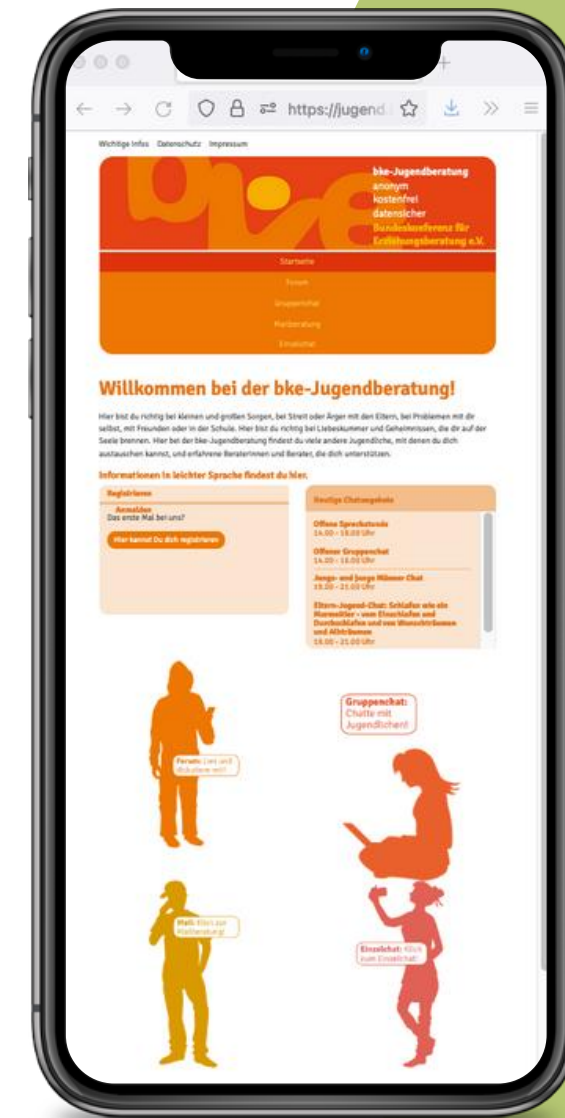 https://jugend.
Wichtige Infos Datenschutz Impressum
bke
bke-Jugendberatung
anonym
kostenfrei
datensicher
Bundeskonferenz für
Erziehungsberatung e.V.
Startseite
Forum
Gruppenchat
Mailberatung
Einzelchat
Willkommen bei der bke-Jugendberatung!
Hier bist du richtig bei kleinen und großen Sorgen, bei Streit oder Ärger mit den Eltern, bei Problemen mit dir
selbst, mit Freunden oder in der Schule. Hier bist du richtig bei Liebeskummer und Geheimnissen, die dir auf der
Seele brennen. Hier bei der bke-Jugendberatung findest du viele andere Jugendliche, mit denen du dich
austauschen kannst, und erfahrene Beraterinnen und Berater, die dich unterstützen.
Informationen in leichter Sprache findest du hier.
Registrieren
Anmelden
Das erste Mal bei uns?
Hier kannst Du dich registrieren
Heutige Chatangebote
Offene Sprechstunde
14.00 - 18.00 Uhr
Offener Gruppenchat
14.00 - 16.00 Uhr
Jungs- und Junge Männer Chat
19.00 - 21.00 Uhr
Eltern-Jugend-Chat: Schlafen wie ein
Murmeltier - vom Einschlafen und
Durchschlafen und von Wunschträumen
und Albträumen
19.00 - 21.00 Uhr
Forum: Lies und
diskutiere mit!
Gruppenchat:
Chatte mit
Jugendlichen!
Mail: Klick zur
Mailberatung!
Einzelchat: Klick
zum Einzelchat!